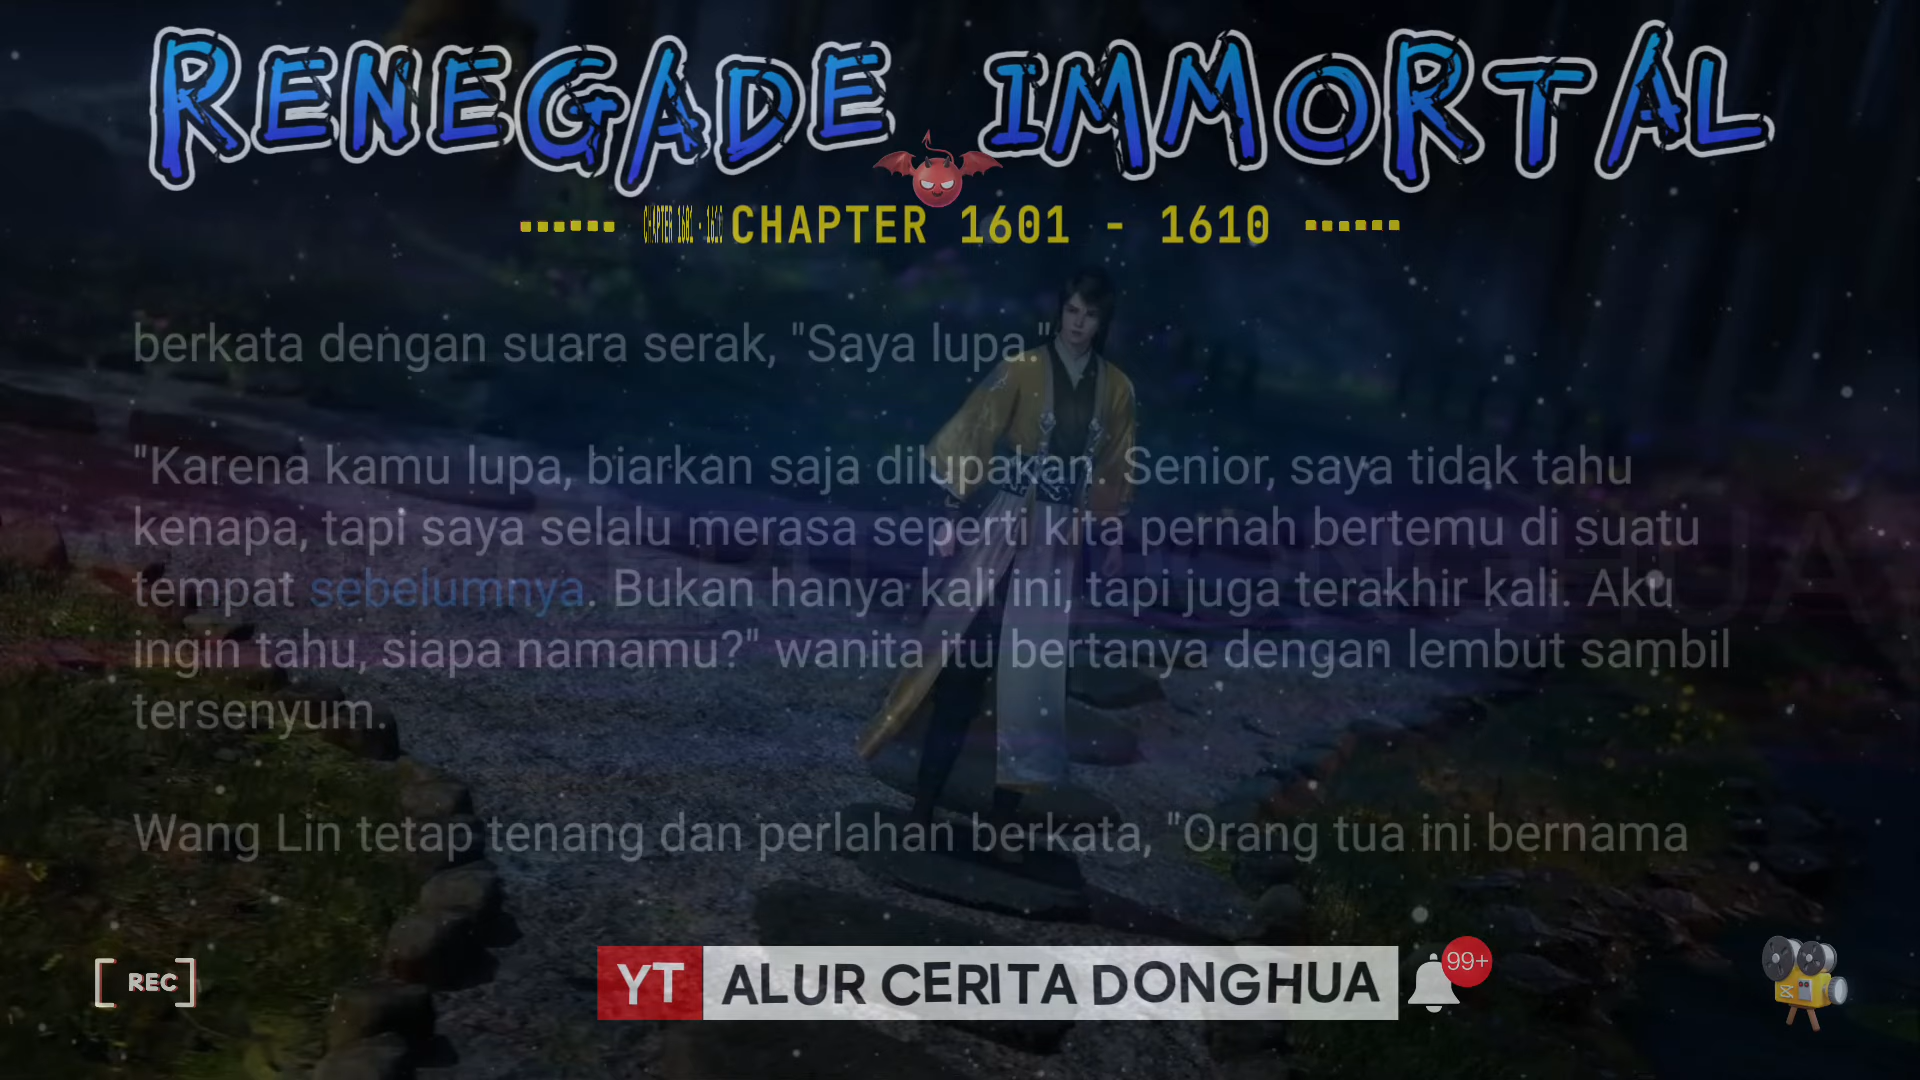 RENEGADE IMMORTAL
CHAPTER 1601 - 1610 CHAPTER 1601 - 1610
berkata dengan suara serak, "Saya lupa."
"Karena kamu lupa, biarkan saja dilupakan. Senior, saya tidak tahu
kenapa, tapi saya selalu merasa seperti kita pernah bertemu di suatu
tempat sebelumnya. Bukan hanya kali ini, tapi juga terakhir kali. Aku
ingin tahu, siapa namamu?" wanita itu bertanya dengan lembut sambil
tersenyum.
Wang Lin tetap tenang dan perlahan berkata, "Orang tua ini bernama
REC
YT ALUR CERITA DONGHUA 99+